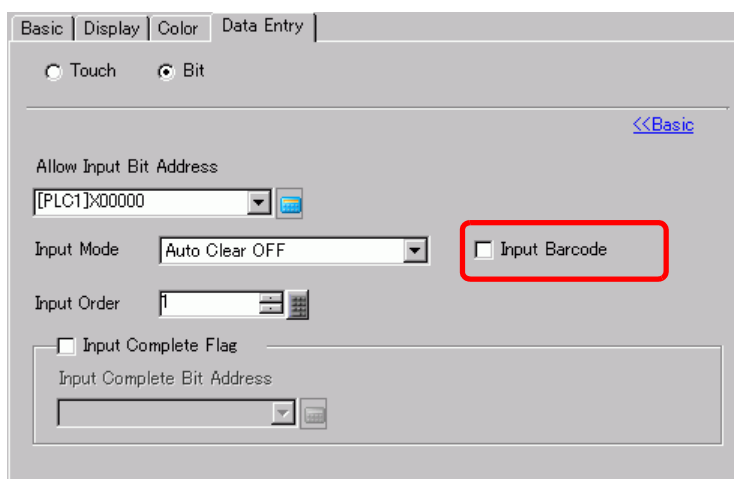 Basic Display Color Data Entry
Touch Bit
<<Basic
Allow Input Bit Address
[PLC1]X00000
Input Mode Auto Clear OFF Input Barcode
Input Order 1
Input Complete Flag
Input Complete Bit Address